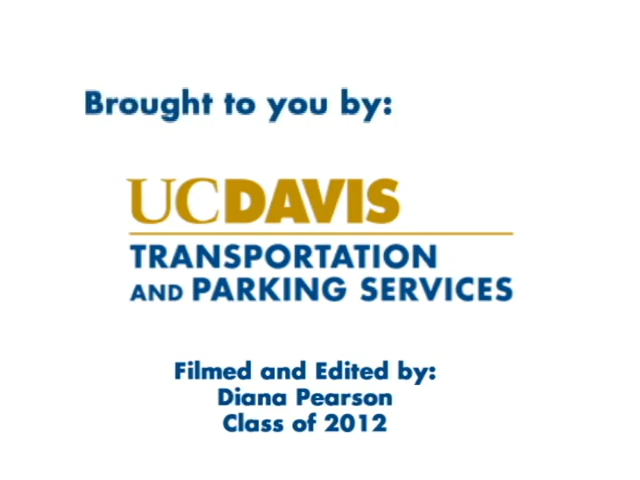 Brought to you by:
UCDAVIS
TRANSPORTATION
AND PARKING SERVICES
Filmed and Edited by:
Diana Pearson
Class of 2012